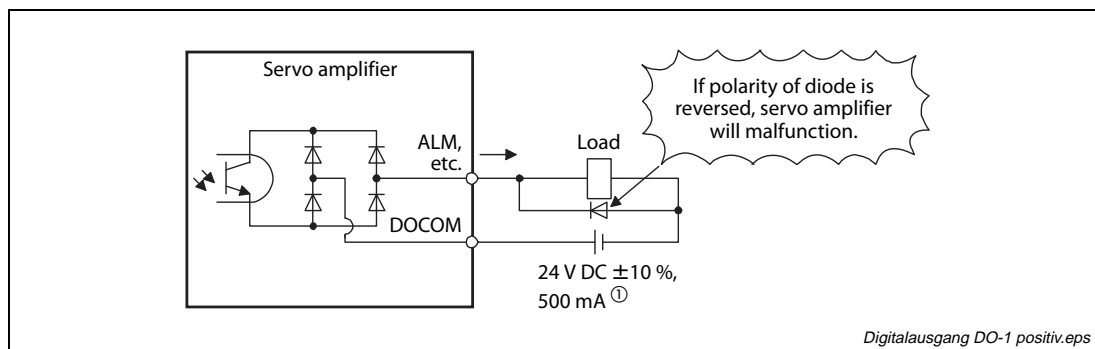 Servo amplifier
If polarity of diode is
reversed, servo amplifier
will malfunction.
ALM,
etc.
Load
DOCOM
24 V DC ±10 %,
500 mA ①
Digitalausgang DO-1 positiv.eps